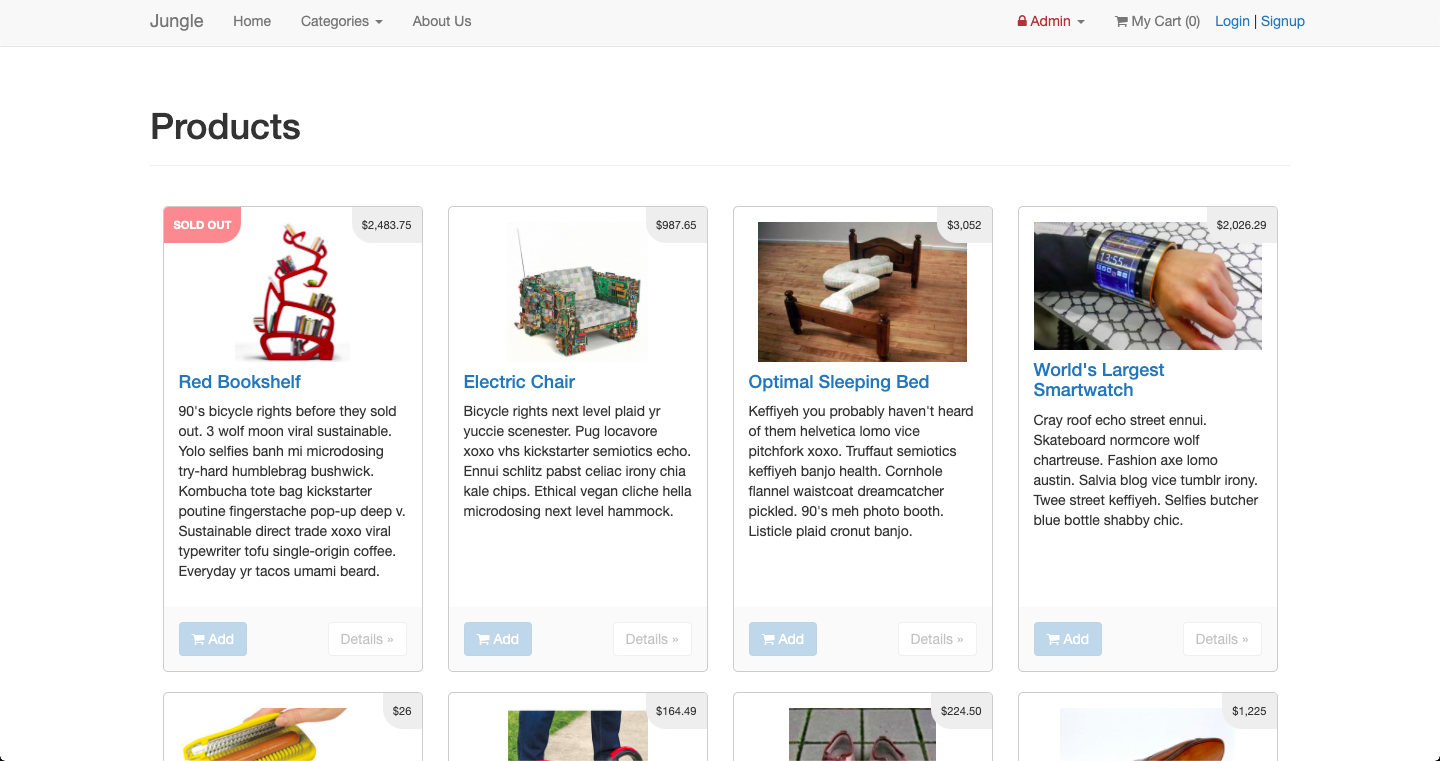 Jungle Home Categories About Us Admin My Cart (0) Login | Signup
Products
SOLD OUT
$2,483.75
Red Bookshelf
90's bicycle rights before they sold
out. 3 wolf moon viral sustainable.
Yolo selfies banh mi microdosing
try-hard humblebrag bushwick.
Kombucha tote bag kickstarter
poutine fingerstache pop-up deep v.
Sustainable direct trade xoxo viral
typewriter tofu single-origin coffee.
Everyday yr tacos umami beard.
Add Details »
$987.65
Electric Chair
Bicycle rights next level plaid yr
yuccie scenester. Pug locavore
xoxo vhs kickstarter semiotics echo.
Ennui schlitz pabst celiac irony chia
kale chips. Ethical vegan cliche hella
microdosing next level hammock.
Add Details »
$3,052
Optimal Sleeping Bed
Keffiyeh you probably haven't heard
of them helvetica lomo vice
pitchfork xoxo. Truffaut semiotics
keffiyeh banjo health. Cornhole
flannel waistcoat dreamcatcher
pickled. 90's meh photo booth.
Listicle plaid cronut banjo.
Add Details »
$2,026.29
13:55
World's Largest
Smartwatch
Cray roof echo street ennui.
Skateboard normcore wolf
chartreuse. Fashion axe lomo
austin. Salvia blog vice tumblr irony.
Twee street keffiyeh. Selfies butcher
blue bottle shabby chic.
Add Details »
$26
$164.49
$224.50
$1,225